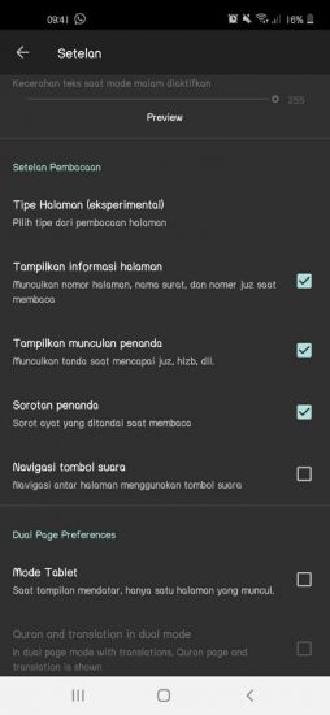 09:41
16%
Setelan
Kecerahan teks saat mode malam diaktifkan
255
Preview
Setelan Pembacaan
Tipe Halaman (eksperimental)
Pilih tipe dari pembacaan halaman
Tampilkan informasi halaman
Munculkan nomor halaman, nama surat, dan nomer juz saat
membaca
Tampilkan munculan penanda
Munculkan tanda saat mencapai juz, hizb, dll.
Sorotan penanda
Sorot ayat yang ditandai saat membaca
Navigasi tombol suara
Navigasi antar halaman menggunakan tombol suara
Dual Page Preferences
Mode Tablet
Saat tampilan mendatar, hanya satu halaman yang muncul.
Quran and translation in dual mode
In dual page mode with translations, Quran page and
translation is shown